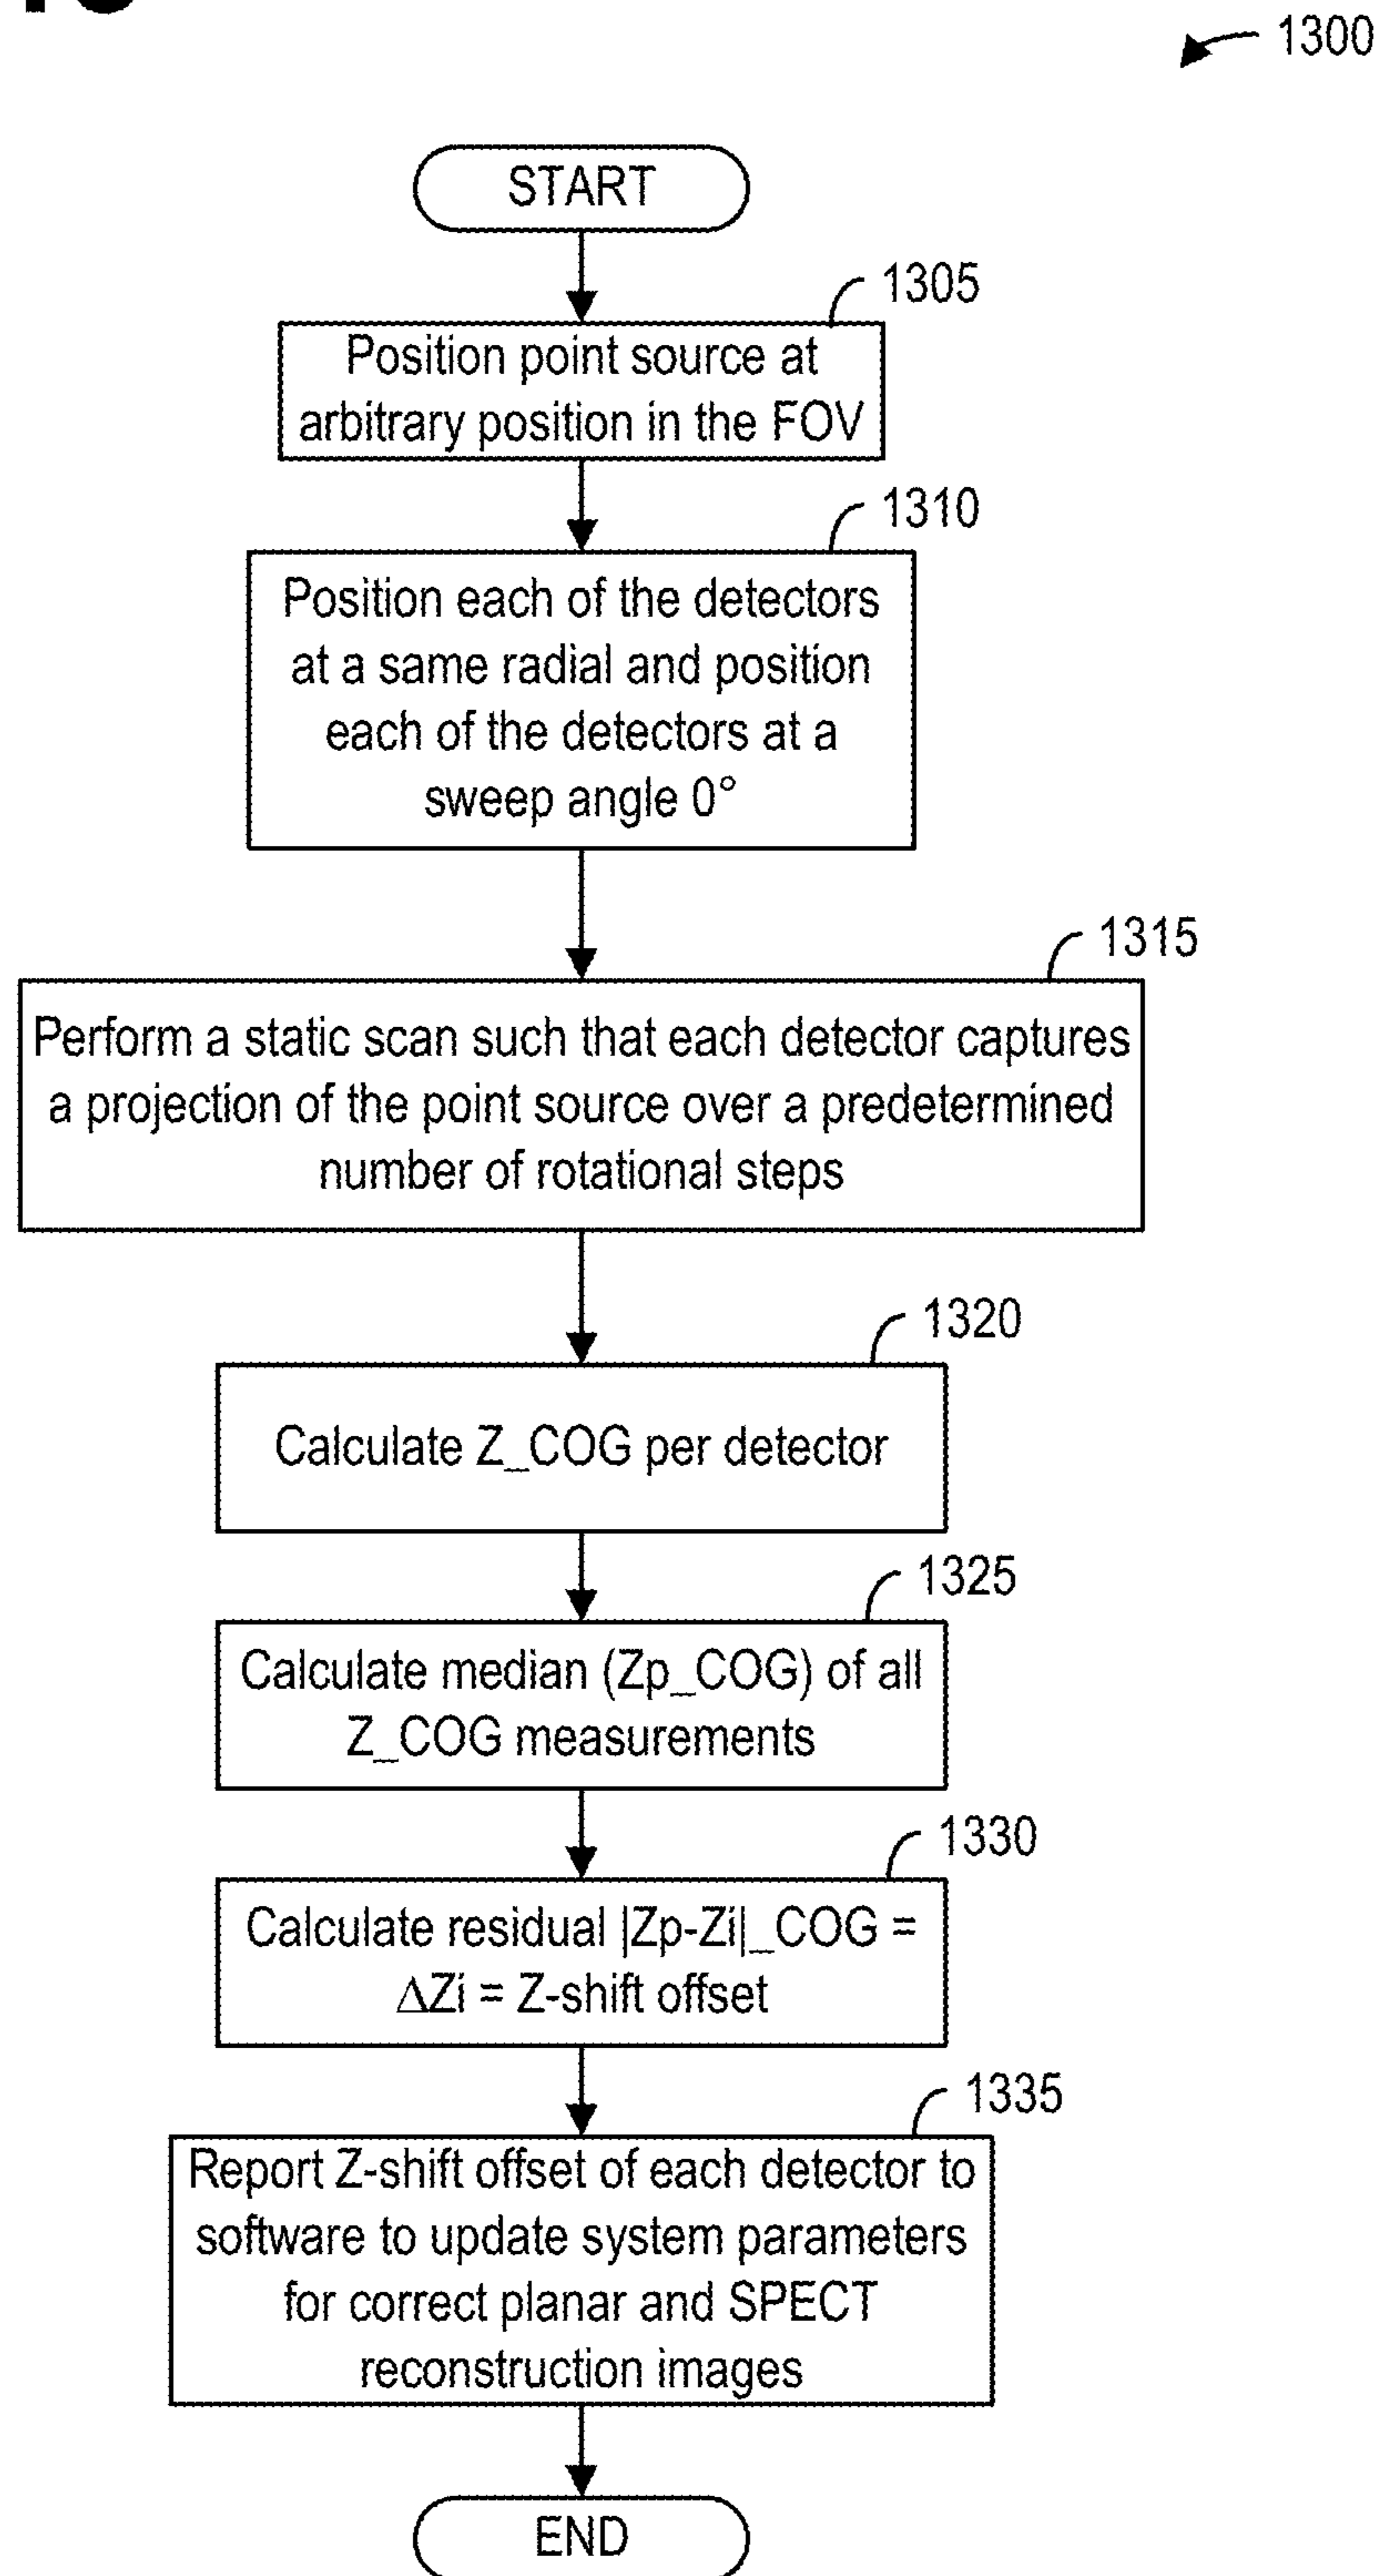 1300
START
1305
Position point source at
arbitrary position in the FOV
1310
Position each of the detectors
at a same radial and position
each of the detectors at a
sweep angle 0°
1315
Perform a static scan such that each detector captures
a projection of the point source over a predetermined
number of rotational steps
1320
Calculate Z_COG per detector
1325
Calculate median (Zp_COG) of all
Z_COG measurements
1330
Calculate residual |Zp-Zi|_COG =
ΔZi = Z-shift offset
1335
Report Z-shift offset of each detector to
software to update system parameters
for correct planar and SPECT
reconstruction images
END